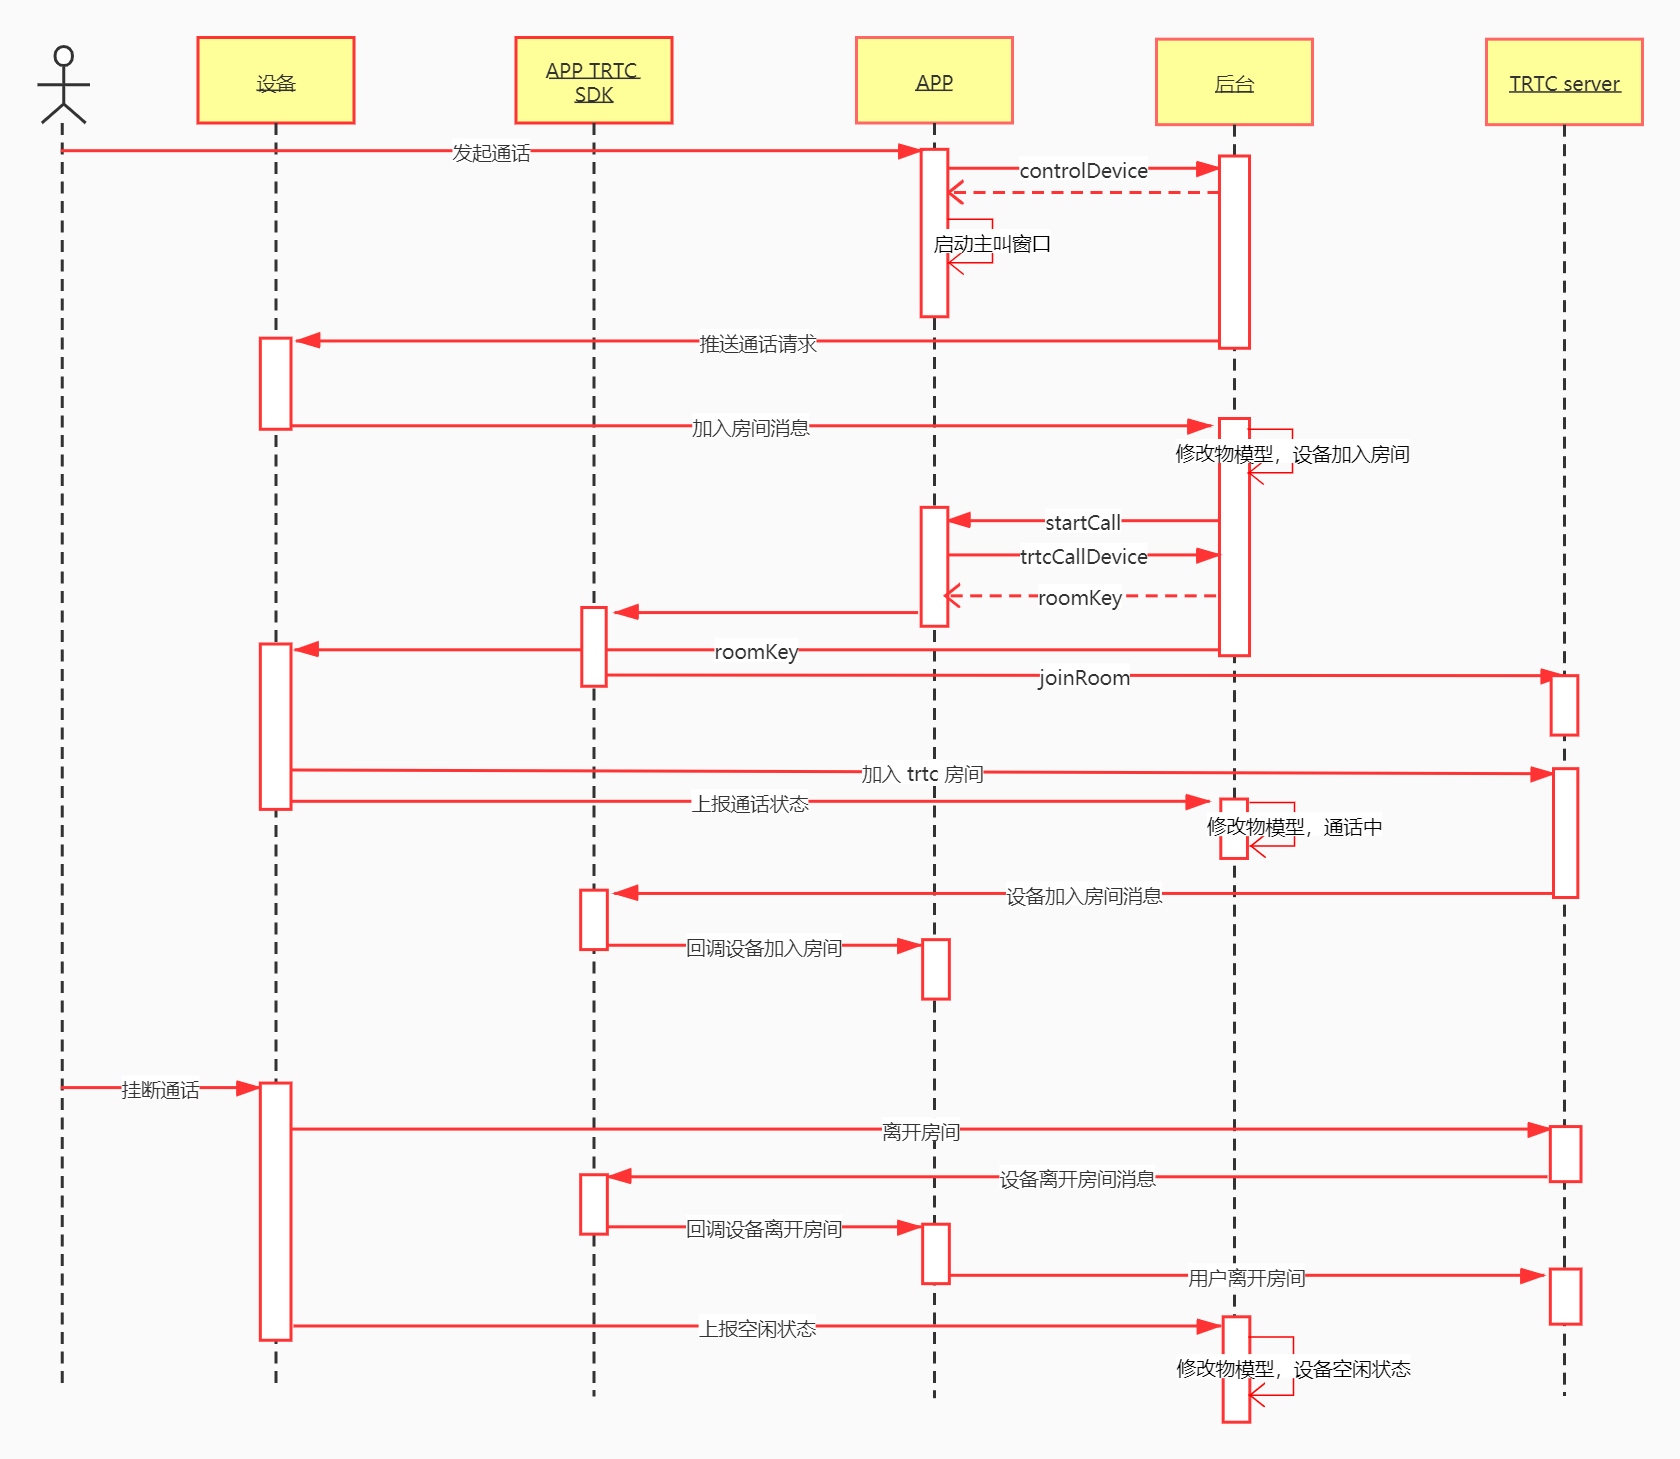 设备
APP TRTC
SDK
APP
后台
TRTC server
发起通话
controlDevice
启动主叫窗口
推送通话请求
加入房间消息
修改物模型，设备加入房间
startCall
trtcCallDevice
roomKey
roomKey
joinRoom
加入 trtc 房间
上报通话状态
修改物模型，通话中
设备加入房间消息
回调设备加入房间
挂断通话
离开房间
设备离开房间消息
回调设备离开房间
用户离开房间
上报空闲状态
修改物模型，设备空闲状态